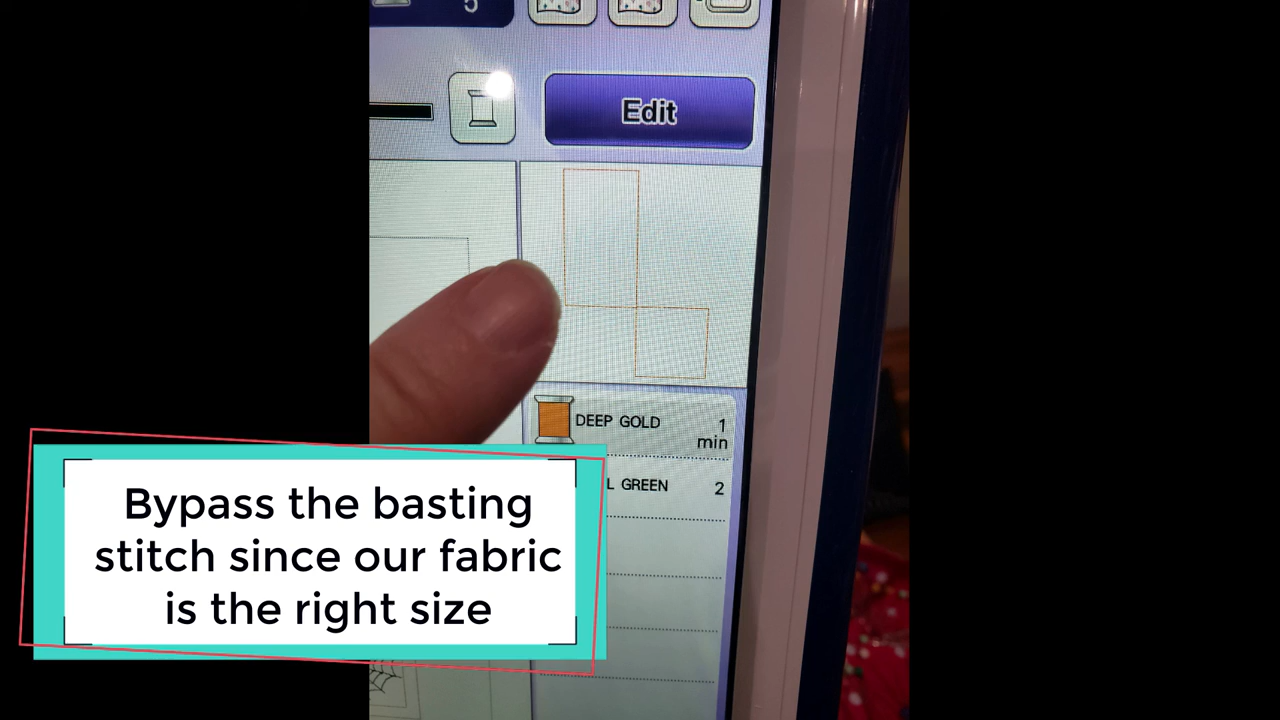 5
Edit
DEEP GOLD 1
min
L GREEN 2
Bypass the basting
stitch since our fabric
is the right size